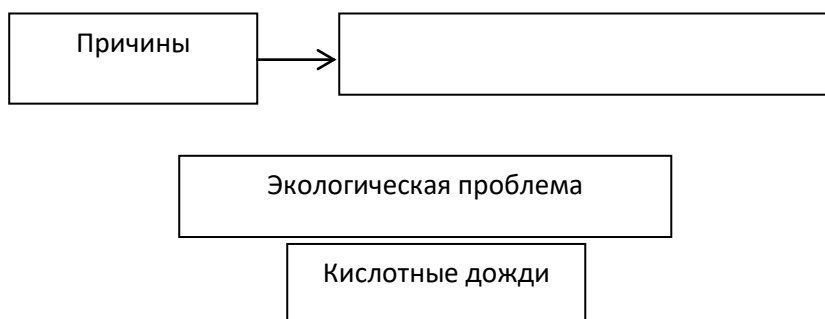 Причины
Экологическая проблема
Кислотные дожди